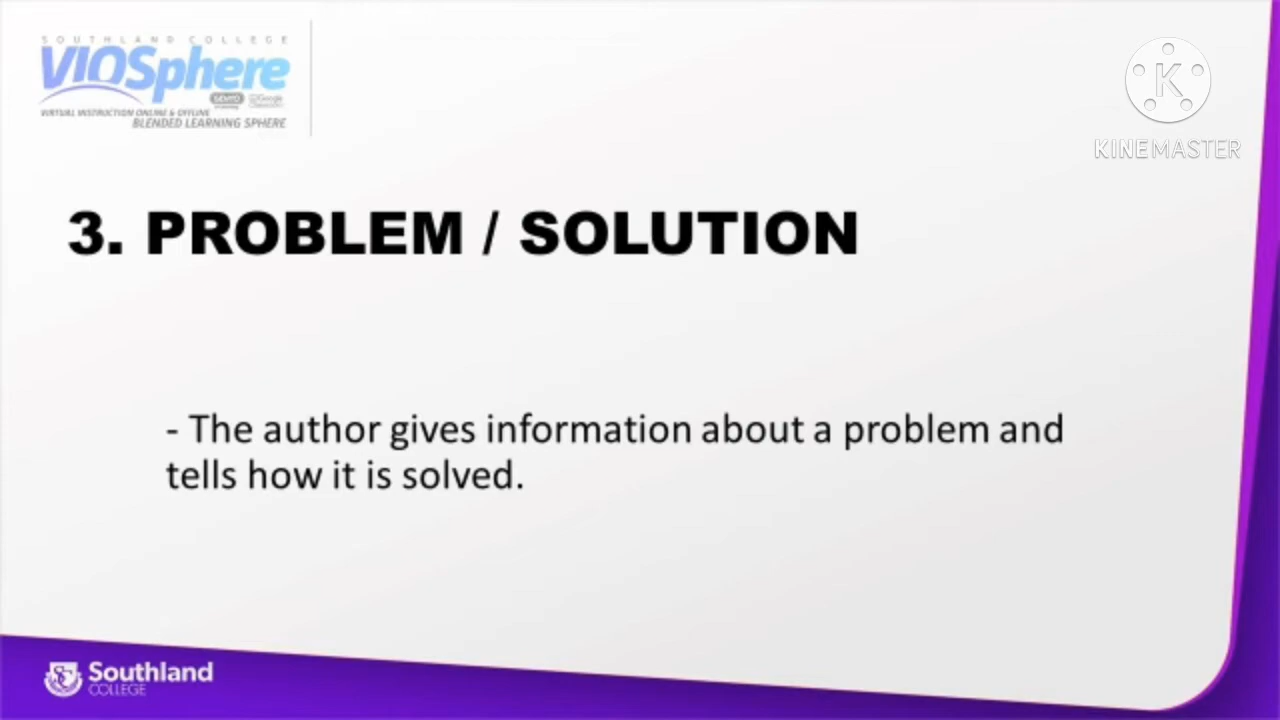 SOUTHLAND COLLEGE
VIOSphere
Google
VIRTUAL INSTRUCTION ONLINE & OFFLINE
BLENDED LEARNING SPHERE
K
KINEMASTER
3. PROBLEM / SOLUTION
- The author gives information about a problem and
tells how it is solved.
Southland
COLLEGE